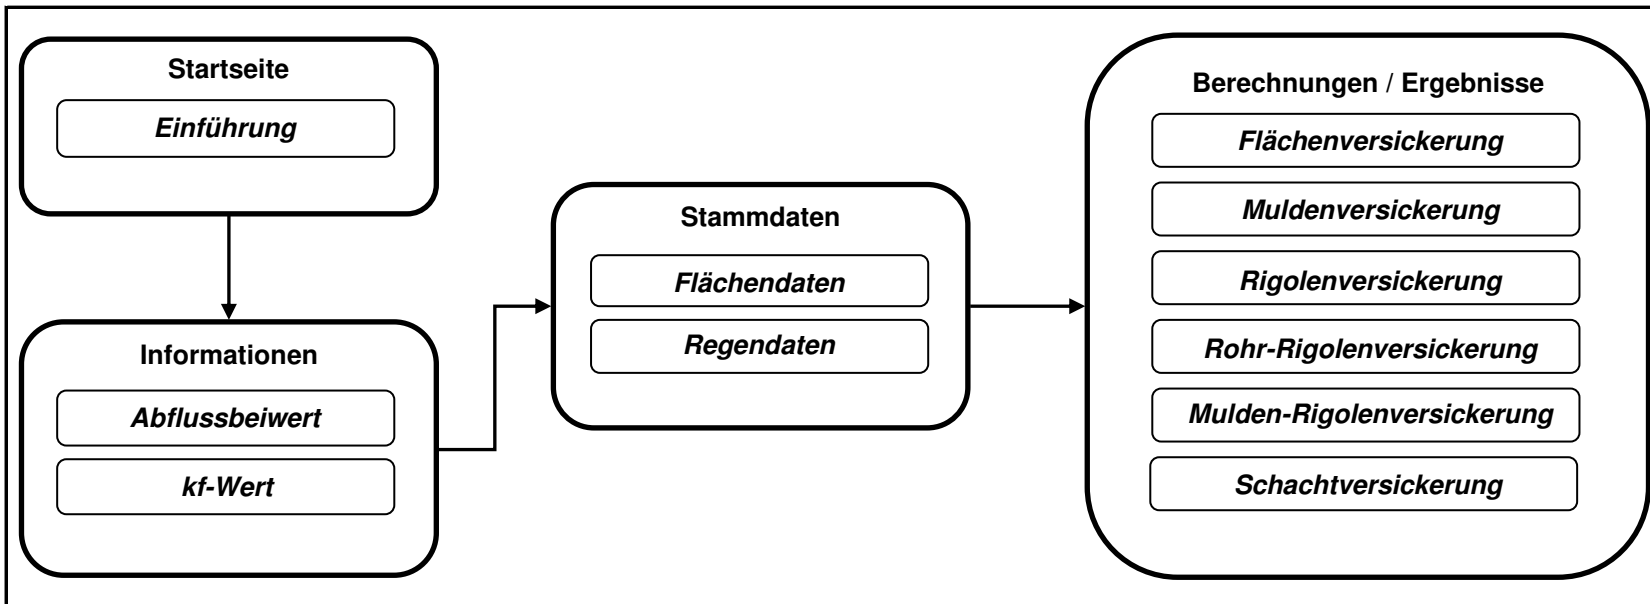 Startseite
Einführung
Informationen
Abflussbeiwert
kf-Wert
Stammdaten
Flächendaten
Regendaten
Berechnungen / Ergebnisse
Flächenversickerung
Muldenversickerung
Rigolenversickerung
Rohr-Rigolenversickerung
Mulden-Rigolenversickerung
Schachtversickerung